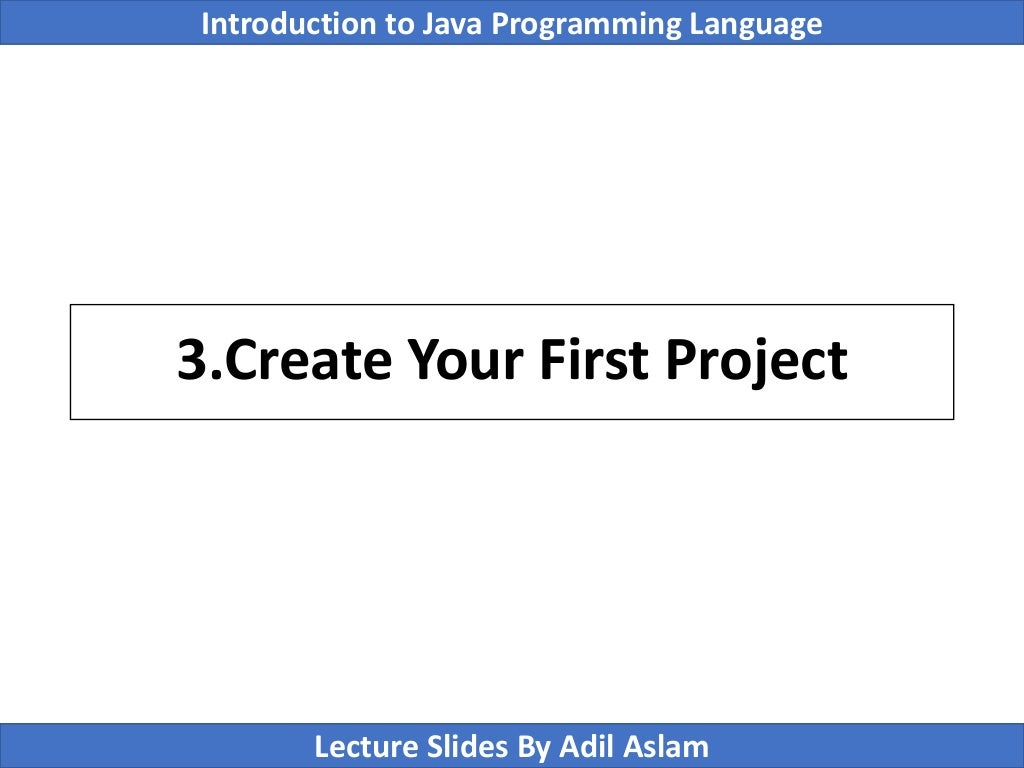 Introduction to Java Programming Language
3.Create Your First Project
Lecture Slides By Adil Aslam